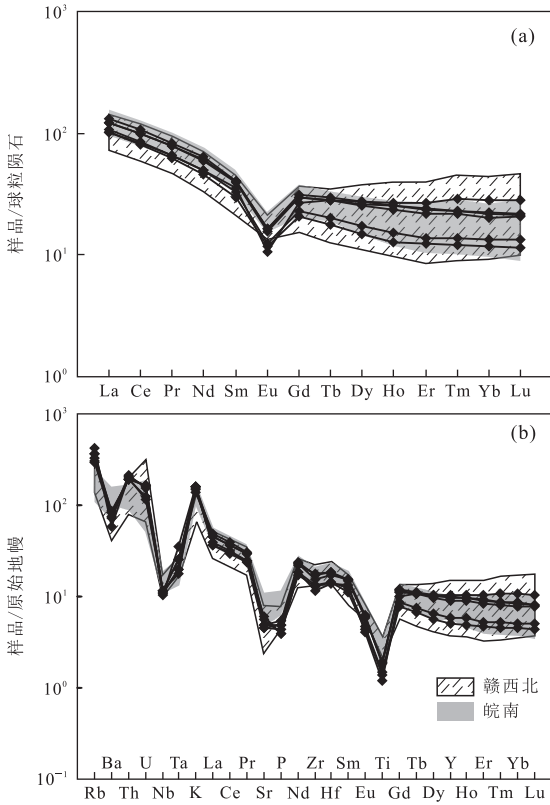 10³
(a)
10²
样品/球粒陨石
10¹
10⁰
La Ce Pr Nd Sm Eu Gd Tb Dy Ho Er Tm Yb Lu
10³
(b)
10²
样品/原始地幔
10¹
10⁰
赣西北
皖南
10⁻¹
Ba U Ta La Pr P Zr Sm Ti Tb Y Er Yb
Rb Th Nb K Ce Sr Nd Hf Eu Gd Dy Ho Tm Lu